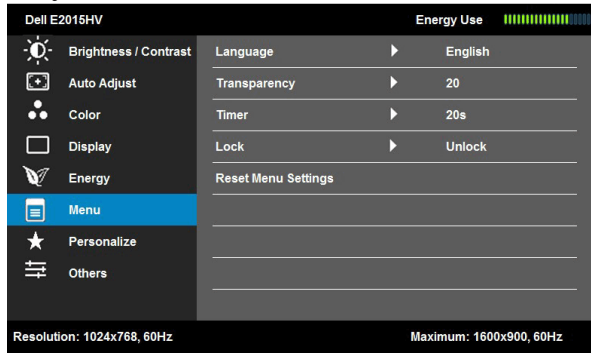 Dell E2015HV Energy Use
Brightness / Contrast Language English
Auto Adjust Transparency 20
Color Timer 20s
Display Lock Unlock
Energy Reset Menu Settings
Menu
Personalize
Others
Resolution: 1024x768, 60Hz Maximum: 1600x900, 60Hz